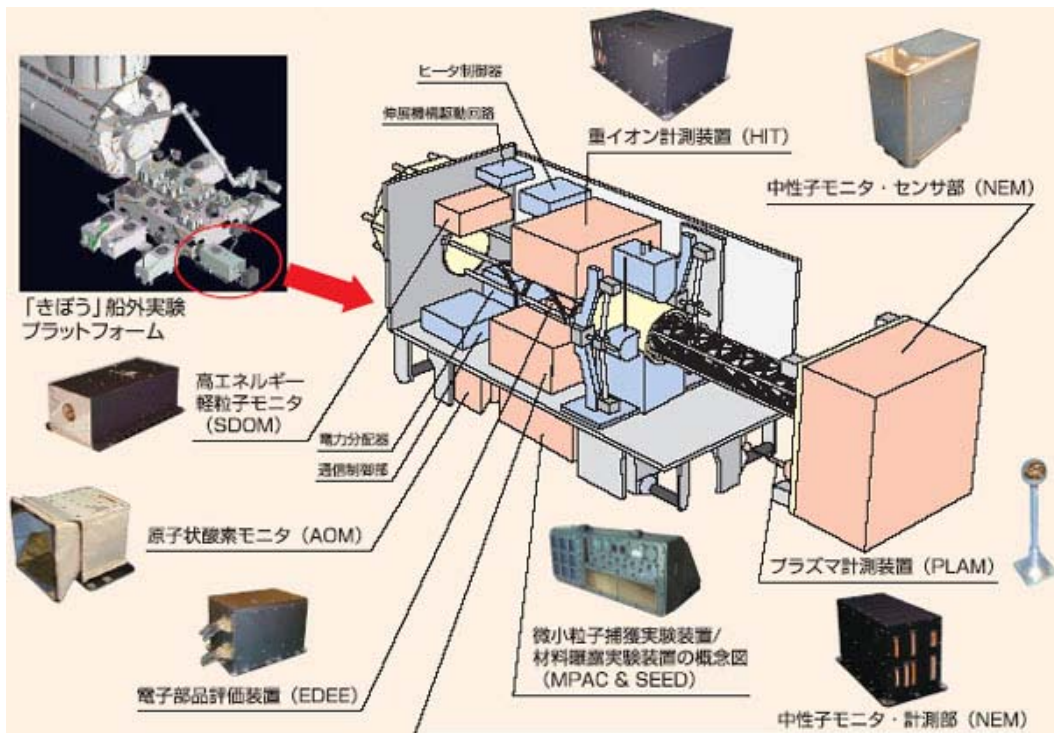 ヒータ制御器
伸展機構駆動回路
重イオン計測装置(HIT)
中性子モニタ・センサ部(NEM)
「きぼう」船外実験
プラットフォーム
高エネルギー
軽粒子モニタ
(SDOM)
電力分配器
通信制御部
原子状酸素モニタ(AOM)
プラズマ計測装置(PLAM)
微小粒子捕獲実験装置/
材料曝露実験装置の概念図
(MPAC & SEED)
電子部品評価装置(EDEE)
中性子モニタ・計測部(NEM)